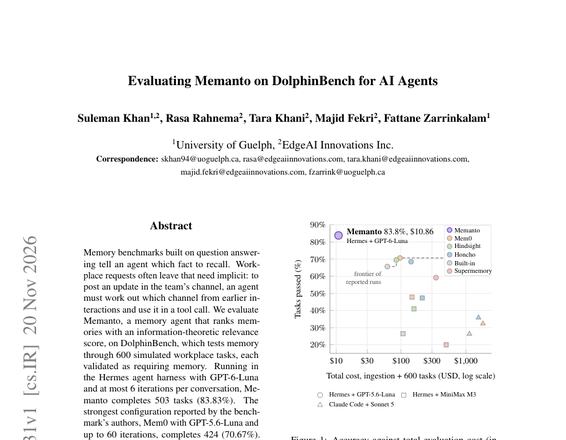 Evaluating Memanto on DolphinBench for AI Agents
Suleman Khan1,2, Rasa Rahnema2, Tara Khani2, Majid Fekri2, Fattane Zarrinkalam1
1University of Guelph, 2EdgeAI Innovations Inc.
Correspondence: skhan94@uoguelph.ca, rasa@edgeaiinnovations.com, tara.khani@edgeaiinnovations.com,
majid.fekri@edgeaiinnovations.com, fzarrink@uoguelph.ca
31v1 [cs.IR] 20 Nov 2026
Abstract
Memory benchmarks built on question answer-
ing tell an agent which fact to recall. Work-
place requests often leave that need implicit: to
post an update in the team's channel, an agent
must work out which channel from earlier in-
teractions and use it in a tool call. We evaluate
Memanto, a memory agent that ranks mem-
ories with an information-theoretic relevance
score, on DolphinBench, which tests memory
through 600 simulated workplace tasks, each
validated as requiring memory. Running in
the Hermes agent harness with GPT-6-Luna
and at most 6 iterations per conversation, Me-
manto completes 503 tasks (83.83%). The
strongest configuration reported by the bench-
mark's authors, Mem0 with GPT-5.6-Luna and
up to 60 iterations, completes 424 (70.67%).
90%
80%
70%
60%
50%
40%
30%
20%
Tasks passed (%)
Memanto 83.8%, $10.86
Hermes + GPT-6-Luna
frontier of
reported runs
Memanto
Mem0
Hindsight
Honcho
Built-in
Supermemory
$10
$30
$100
$300
$1,000
Total cost, ingestion + 600 tasks (USD, log scale)
Hermes + GPT-5.6-Luna
Hermes + MiniMax M3
Claude Code + Sonnet 5